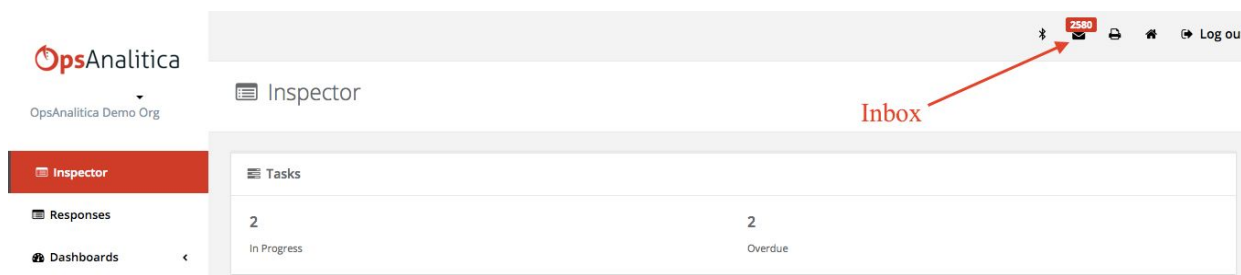 2580
Log ou
OpsAnalitica
OpsAnalitica Demo Org
Inspector
Inbox
Inspector
Tasks
Responses
2
2
In Progress
Overdue
Dashboards